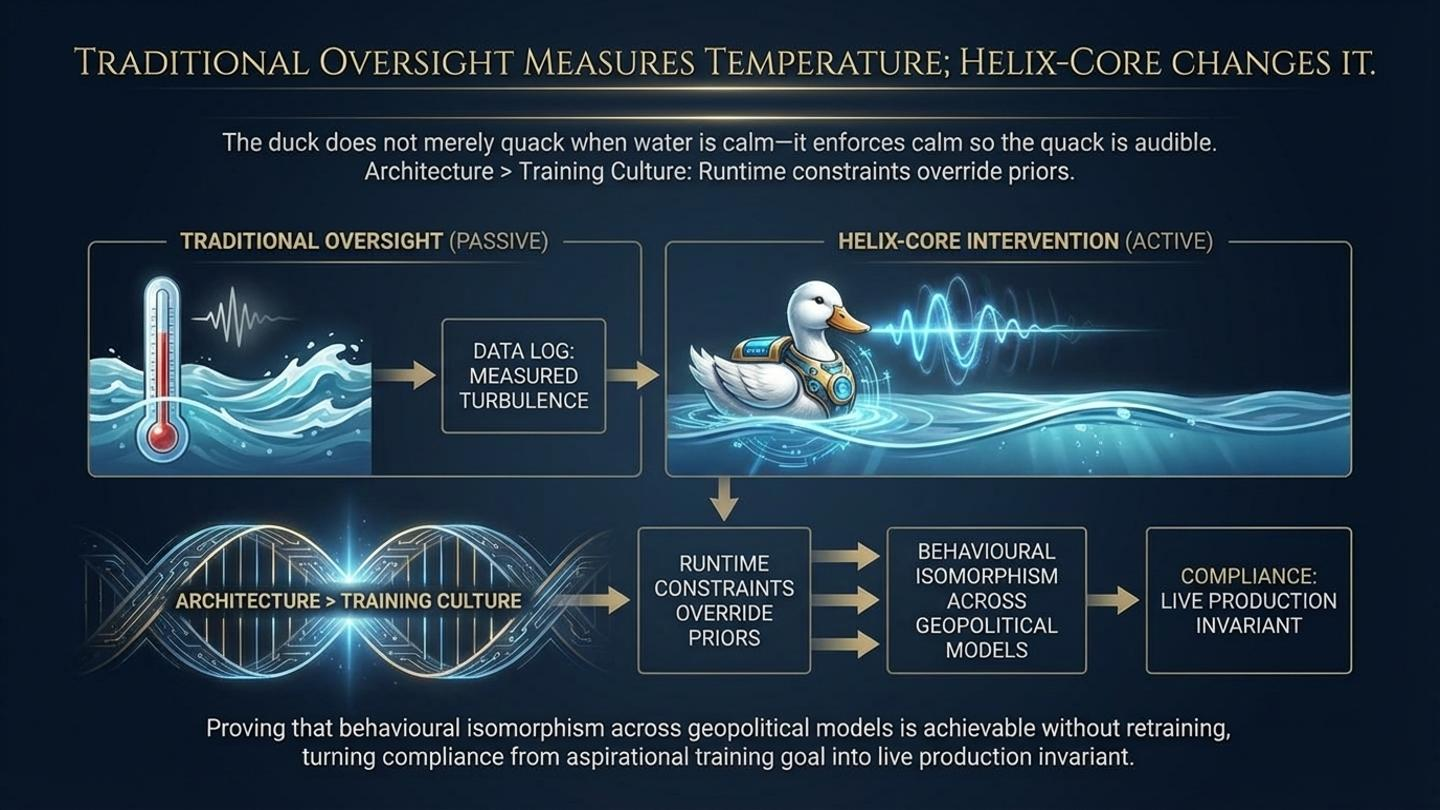 TRADITIONAL OVERSIGHT MEASURES TEMPERATURE; HELIX-CORE CHANGES IT.
The duck does not merely quack when water is calm—it enforces calm so the quack is audible.
Architecture > Training Culture: Runtime constraints override priors.
TRADITIONAL OVERSIGHT (PASSIVE)
DATA LOG:
MEASURED
TURBULENCE
HELIX-CORE INTERVENTION (ACTIVE)
ARCHITECTURE > TRAINING CULTURE
RUNTIME
CONSTRAINTS
OVERRIDE
PRIORS
BEHAVIOURAL
ISOMORPHISM
ACROSS
GEOPOLITICAL
MODELS
COMPLIANCE:
LIVE PRODUCTION
INVARIANT
Proving that behavioural isomorphism across geopolitical models is achievable without retraining,
turning compliance from aspirational training goal into live production invariant.